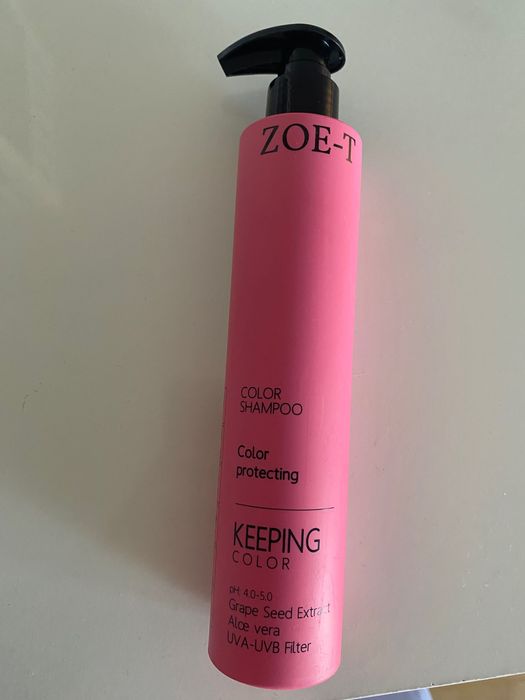 ZOE-T
COLOR
SHAMPOO
Color
protecting
KEEPING
COLOR
pH: 4.0-5.0
Grape Seed Extract
Aloe vera
UVA-UVB Filter